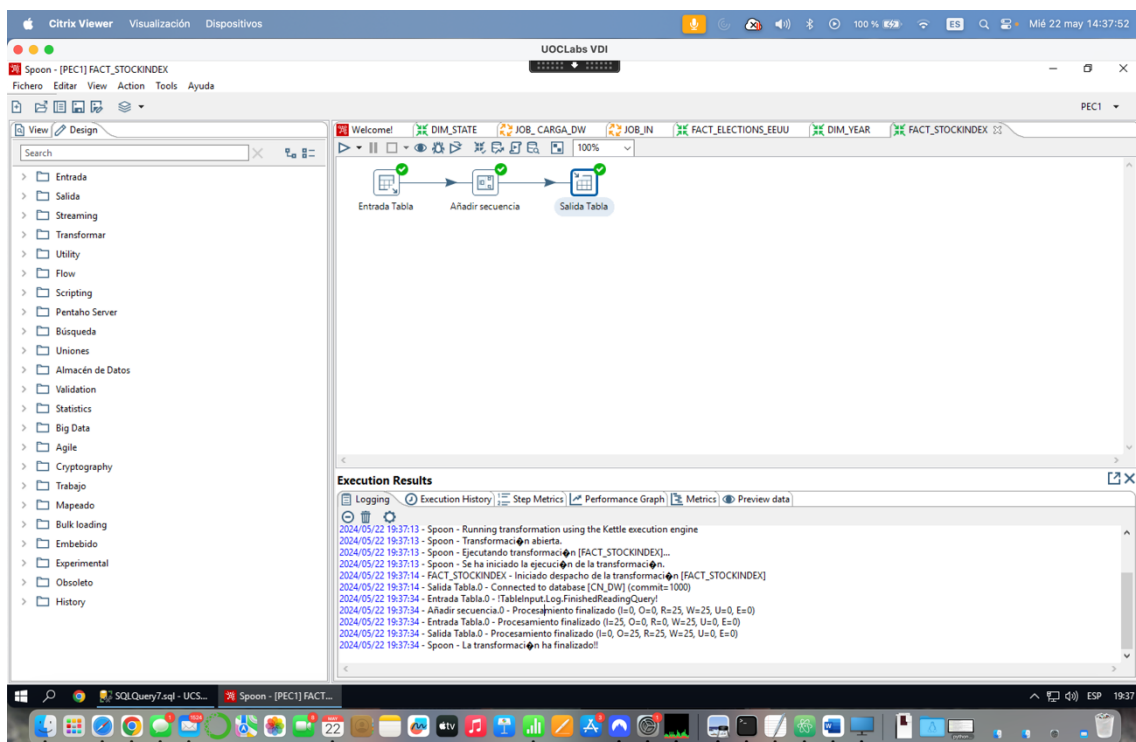 Citrix Viewer Visualización Dispositivos 100 % ES Mié 22 may 14:37:52
UOCLabs VDI
Spoon - [PEC1] FACT_STOCKINDEX
Fichero Editar View Action Tools Ayuda
PEC1
View Design
Search
Entrada
Salida
Streaming
Transformar
Utility
Flow
Scripting
Pentaho Server
Búsqueda
Uniones
Almacén de Datos
Validation
Statistics
Big Data
Agile
Cryptography
Trabajo
Mapeado
Bulk loading
Embebido
Experimental
Obsoleto
History
Welcome! DIM_STATE JOB_ CARGA_DW JOB_IN FACT_ELECTIONS_EEUU DIM_YEAR FACT_STOCKINDEX
100%
Entrada Tabla Añadir secuencia Salida Tabla
Execution Results
Logging Execution History Step Metrics Performance Graph Metrics Preview data
2024/05/22 19:37:13 - Spoon - Running transformation using the Kettle execution engine
2024/05/22 19:37:13 - Spoon - Transformaci�n abierta.
2024/05/22 19:37:13 - Spoon - Ejecutando transformaci�n [FACT_STOCKINDEX]...
2024/05/22 19:37:13 - Spoon - Se ha iniciado la ejecuci�n de la transformaci�n.
2024/05/22 19:37:14 - FACT_STOCKINDEX - Iniciado despacho de la transformaci�n [FACT_STOCKINDEX]
2024/05/22 19:37:14 - Salida Tabla.0 - Connected to database [CN_DW] (commit=1000)
2024/05/22 19:37:34 - Entrada Tabla.0 - !TableInput.Log.FinishedReadingQuery!
2024/05/22 19:37:34 - Añadir secuencia.0 - Procesamiento finalizado (I=0, O=0, R=25, W=25, U=0, E=0)
2024/05/22 19:37:34 - Entrada Tabla.0 - Procesamiento finalizado (I=25, O=0, R=0, W=25, U=0, E=0)
2024/05/22 19:37:34 - Salida Tabla.0 - Procesamiento finalizado (I=0, O=25, R=25, W=25, U=0, E=0)
2024/05/22 19:37:34 - Spoon - La transformaci�n ha finalizado!!
SQLQuery7.sql - UCS... Spoon - [PEC1] FACT... ESP 19:37
22
tv